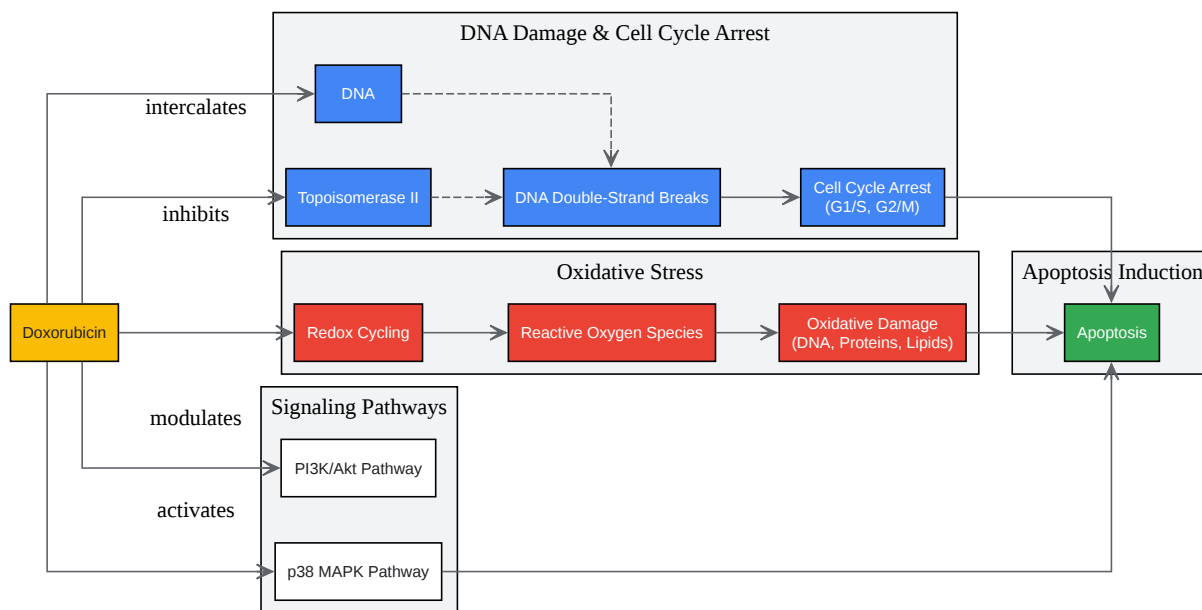 DNA Damage & Cell Cycle Arrest
DNA
intercalates
Topoisomerase II
DNA Double-Strand Breaks
Cell Cycle Arrest
(G1/S, G2/M)
inhibits
Oxidative Stress
Apoptosis Induction
Doxorubicin
Redox Cycling
Reactive Oxygen Species
Oxidative Damage
(DNA, Proteins, Lipids)
Apoptosis
Signaling Pathways
modulates
PI3K/Akt Pathway
activates
p38 MAPK Pathway